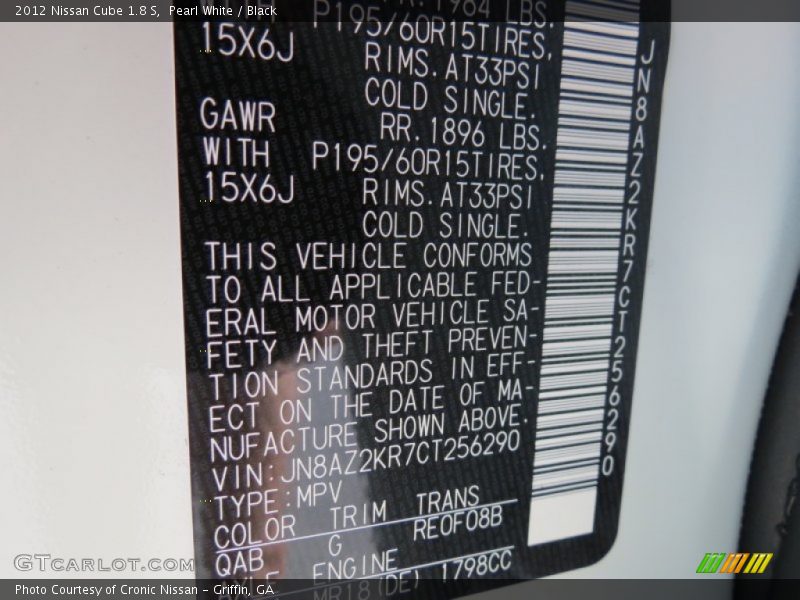 2012 Nissan Cube 1.8 S, Pearl White / Black
1984 LBS.
P195/60R15TIRES,
15X6J RIMS.AT33PSI
COLD SINGLE.
GAWR RR.1896 LBS.
WITH P195/60R15TIRES,
15X6J RIMS.AT33PSI
COLD SINGLE.
THIS VEHICLE CONFORMS
TO ALL APPLICABLE FED-
ERAL MOTOR VEHICLE SA-
FETY AND THEFT PREVEN-
TION STANDARDS IN EFF-
ECT ON THE DATE OF MA-
NUFACTURE SHOWN ABOVE.
VIN:JN8AZ2KR7CT256290
TYPE:MPV
COLOR TRIM TRANS
QAB G RE0F08B
ENGINE
MR18(DE) 1798CC
JN8AZ2KR7CT256290
GTCARLOT.COM
Photo Courtesy of Cronic Nissan - Griffin, GA